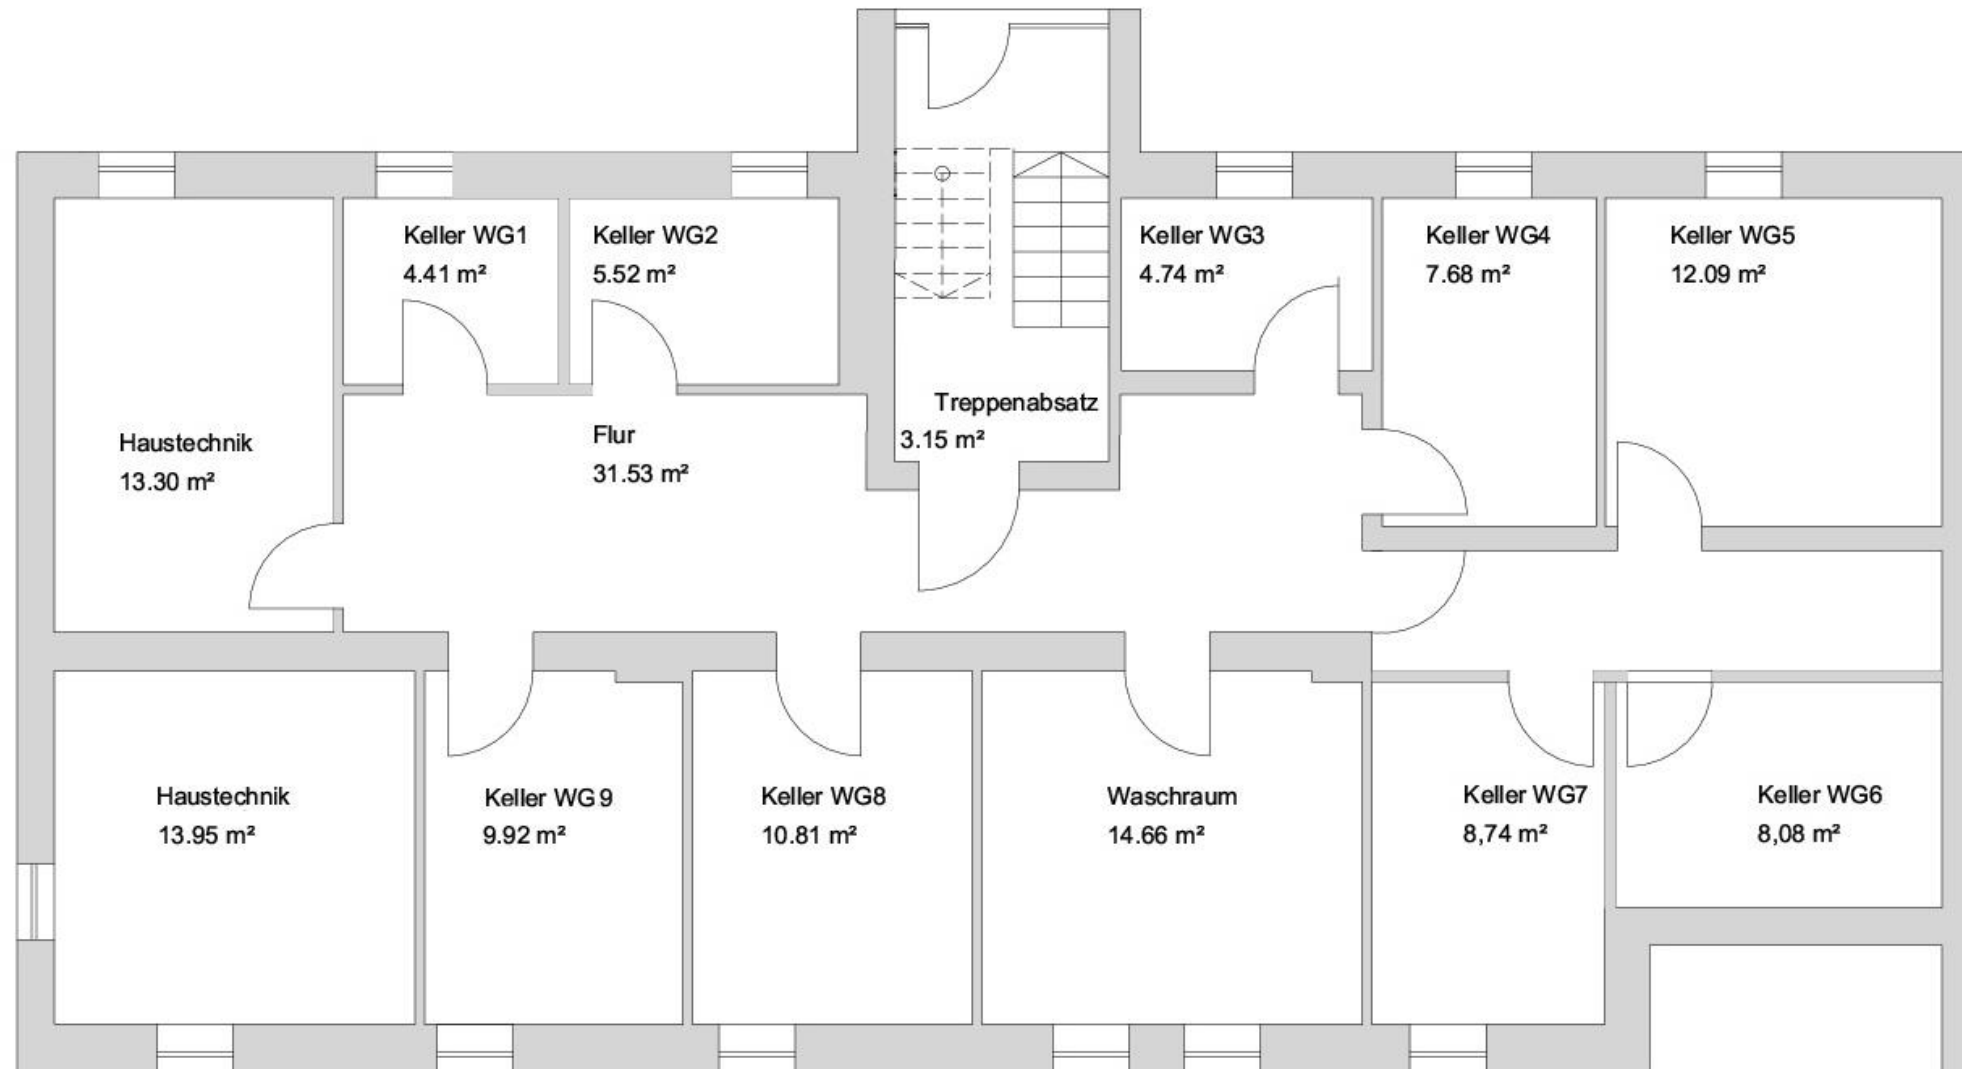 Keller WG1
4.41 m²
Keller WG2
5.52 m²
Keller WG3
4.74 m²
Keller WG4
7.68 m²
Keller WG5
12.09 m²
Haustechnik
13.30 m²
Flur
31.53 m²
Treppenabsatz
3.15 m²
Haustechnik
13.95 m²
Keller WG 9
9.92 m²
Keller WG8
10.81 m²
Waschraum
14.66 m²
Keller WG7
8,74 m²
Keller WG6
8,08 m²